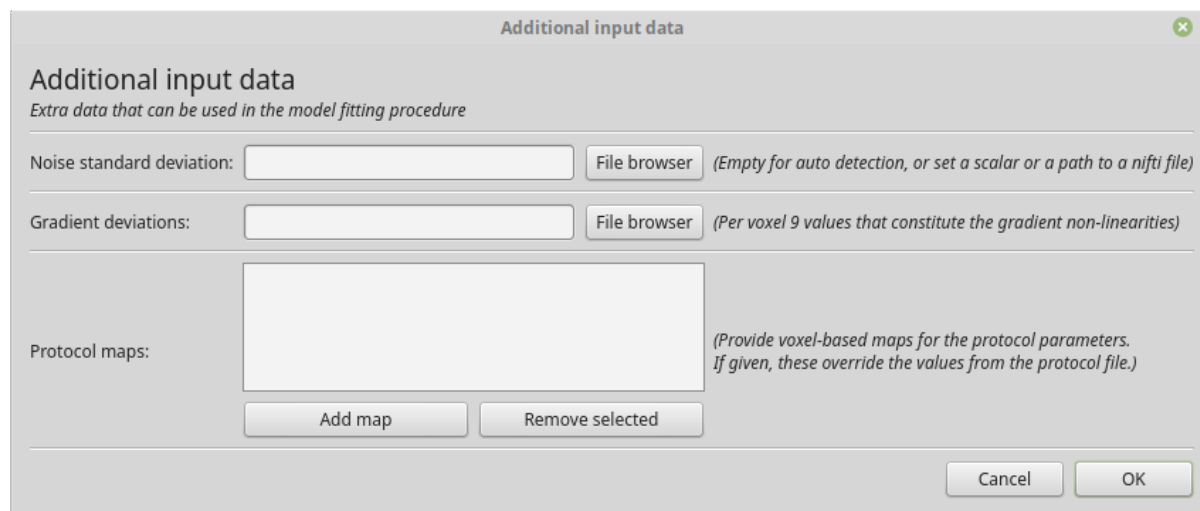 Additional input data
Additional input data
Extra data that can be used in the model fitting procedure
Noise standard deviation: File browser (Empty for auto detection, or set a scalar or a path to a nifti file)
Gradient deviations: File browser (Per voxel 9 values that constitute the gradient non-linearities)
Protocol maps:
(Provide voxel-based maps for the protocol parameters.
If given, these override the values from the protocol file.)
Add map Remove selected
Cancel OK